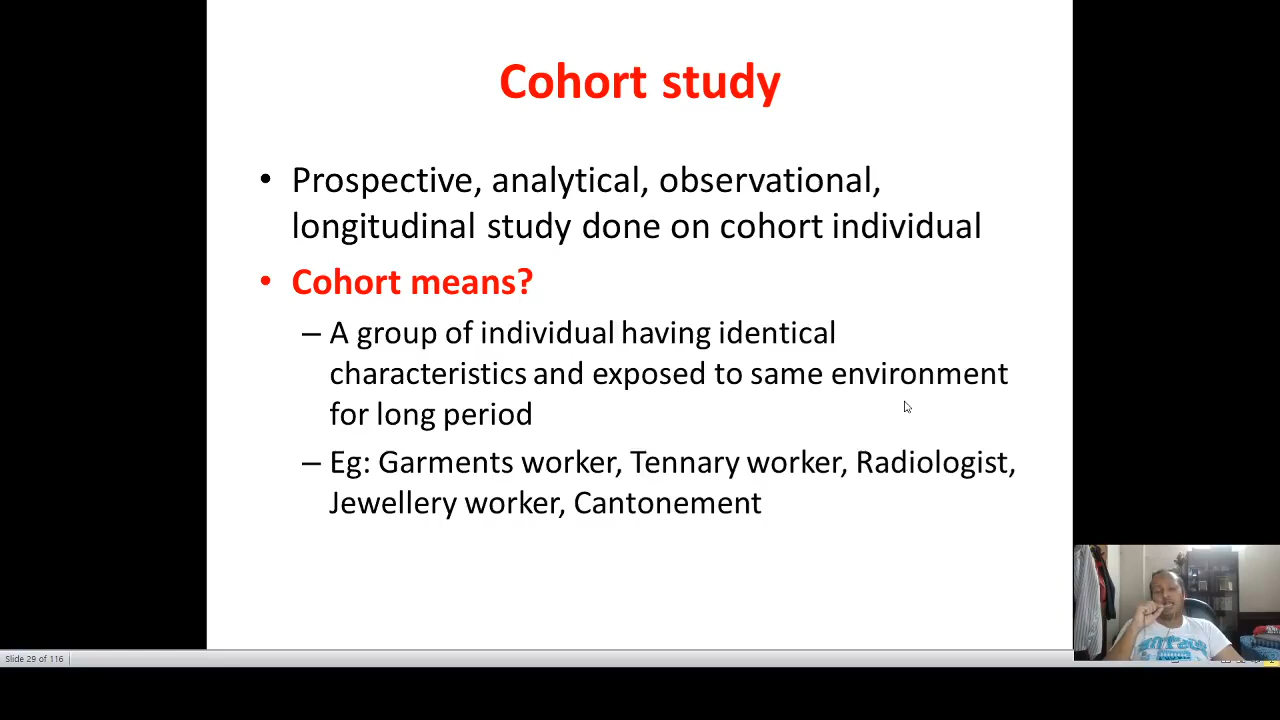 Cohort study
• Prospective, analytical, observational,
longitudinal study done on cohort individual
• Cohort means?
– A group of individual having identical
characteristics and exposed to same environment
for long period
– Eg: Garments worker, Tennary worker, Radiologist,
Jewellery worker, Cantonement
Slide 29 of 116